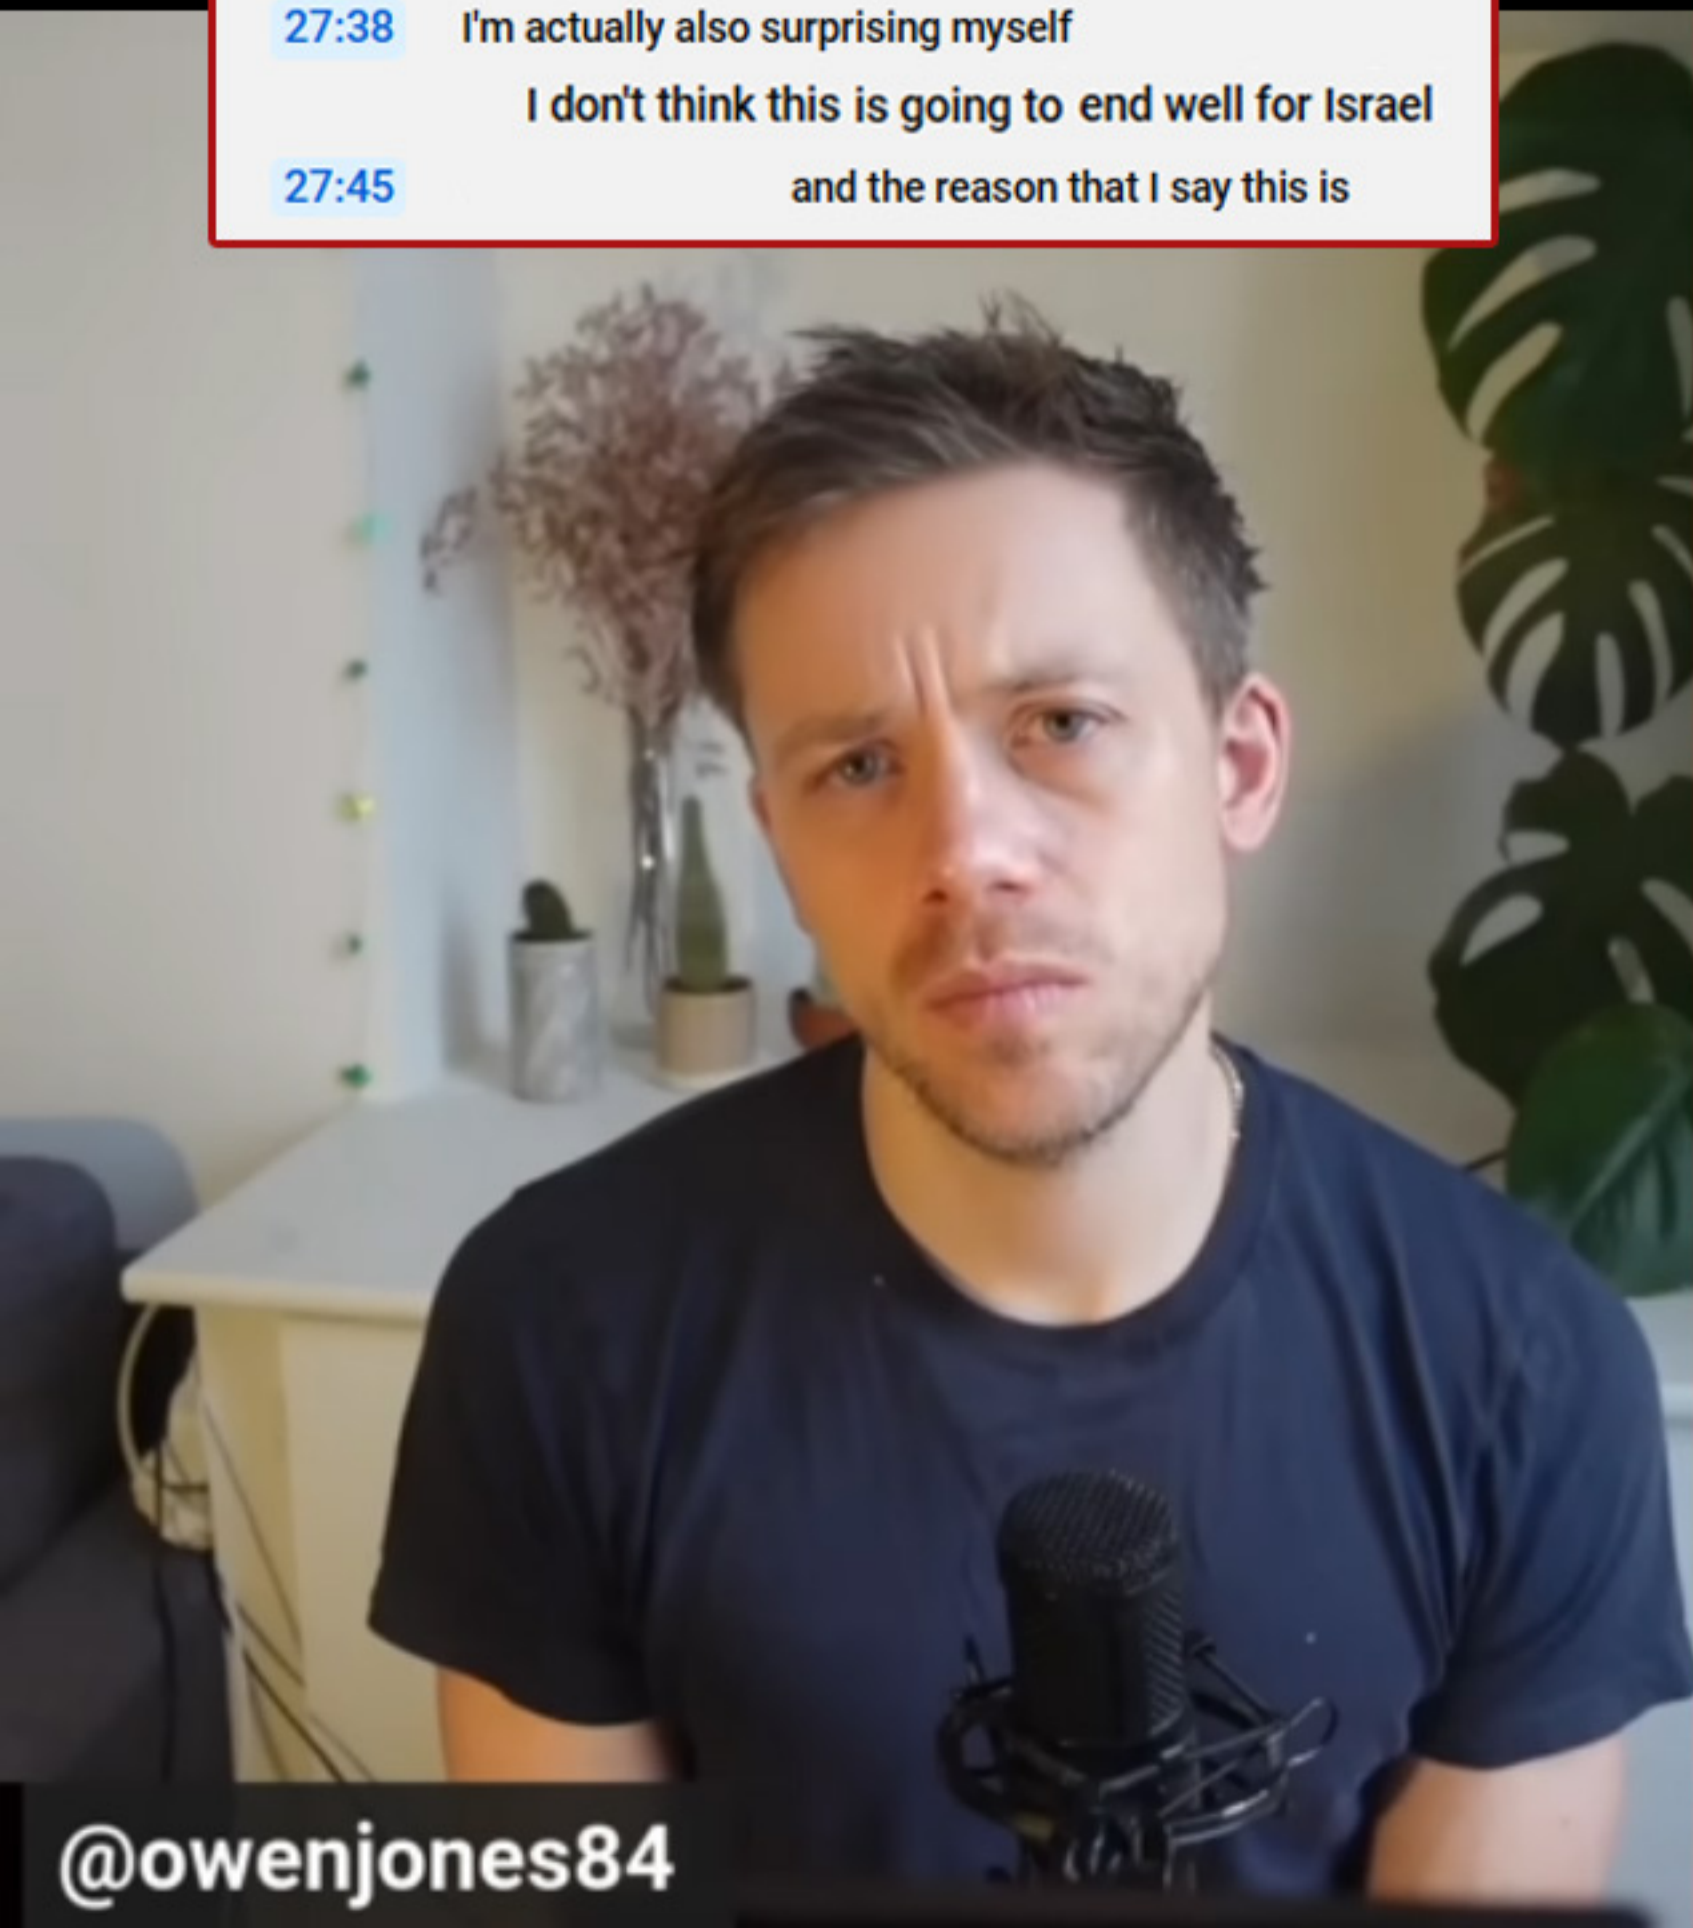 27:38 I'm actually also surprising myself
I don't think this is going to end well for Israel
27:45 and the reason that I say this is
@owenjones84